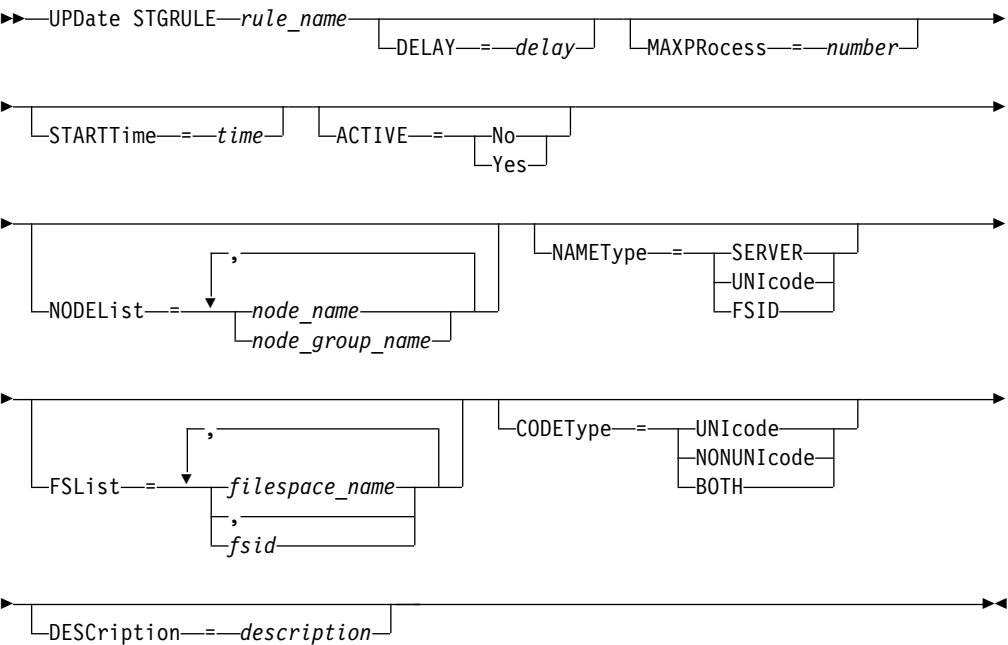 UPDate STGRULE rule_name
DELAY = delay
MAXPRocess = number
STARTTime = time
ACTIVE = No
Yes
,
NODEList = node_name
node_group_name
NAMEType = SERVER
UNIcode
FSID
,
FSList = filespace_name
,
fsid
CODEType = UNIcode
NONUNIcode
BOTH
DESCription = description